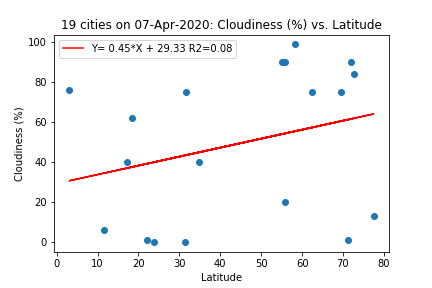 19 cities on 07-Apr-2020: Cloudiness (%) vs. Latitude
Y= 0.45*X + 29.33 R2=0.08
100
80
60
40
20
0
Cloudiness (%)
0 10 20 30 40 50 60 70 80
Latitude